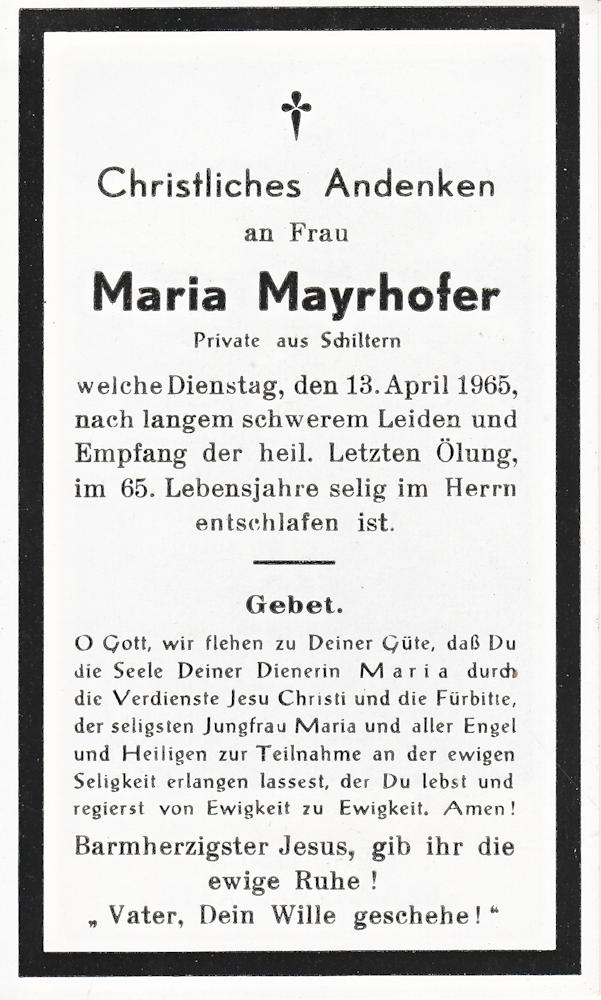 Christliches Andenken
an Frau
Maria Mayrhofer
Private aus Schiltern
welche Dienstag, den 13. April 1965,
nach langem schwerem Leiden und
Empfang der heil. Letzten Ölung,
im 65. Lebensjahre selig im Herrn
entschlafen ist.
Gebet.
O Gott, wir flehen zu Deiner Güte, daß Du
die Seele Deiner Dienerin Maria durch
die Verdienste Jesu Christi und die Fürbitte,
der seligsten Jungfrau Maria und aller Engel
und Heiligen zur Teilnahme an der ewigen
Seligkeit erlangen lassest, der Du lebst und
regierst von Ewigkeit zu Ewigkeit. Amen!
Barmherzigster Jesus, gib ihr die
ewige Ruhe !
„ Vater, Dein Wille geschehe! “